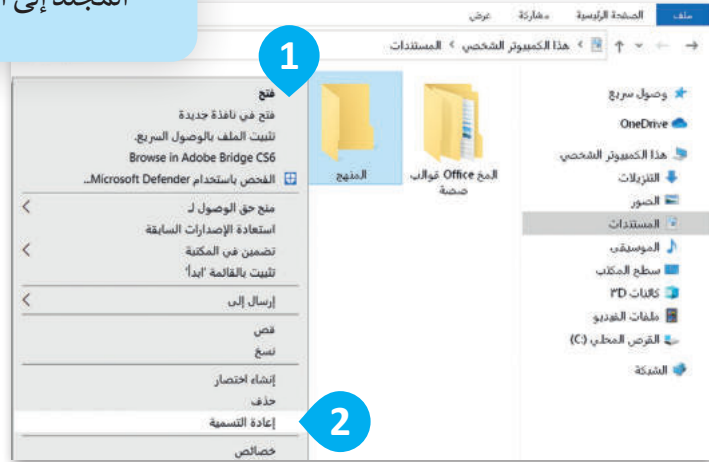 المجلد إلى
ملف
الصفحة الرئيسية
مشاركة
عرض
هذا الكمبيوتر الشخصي
المستندات
وصول سريع
OneDrive
هذا الكمبيوتر الشخصي
التنزيلات
الصور
المستندات
الموسيقى
سطح المكتب
كائنات ٣D
ملفات الفيديو
القرص المحلي (C:)
الشبكة
قوالب Office المخ
صصة
المنهج
1
فتح
فتح في نافذة جديدة
تثبيت الملف بالوصول السريع.
Browse in Adobe Bridge CS6
الفحص باستخدام Microsoft Defender...
منح حق الوصول لـ
استعادة الإصدارات السابقة
تضمين في المكتبة
تثبيت بالقائمة "ابدأ"
إرسال إلى
قص
نسخ
إنشاء اختصار
حذف
إعادة التسمية
2
خصائص